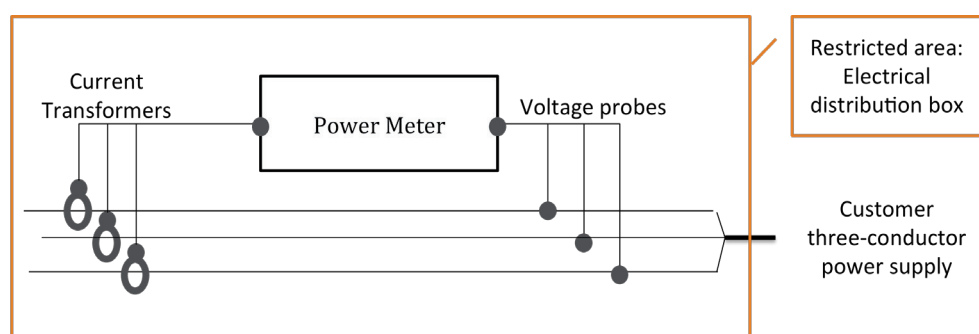 Current
Transformers
Power Meter
Voltage probes
Restricted area:
Electrical
distribution box
Customer
three-conductor
power supply